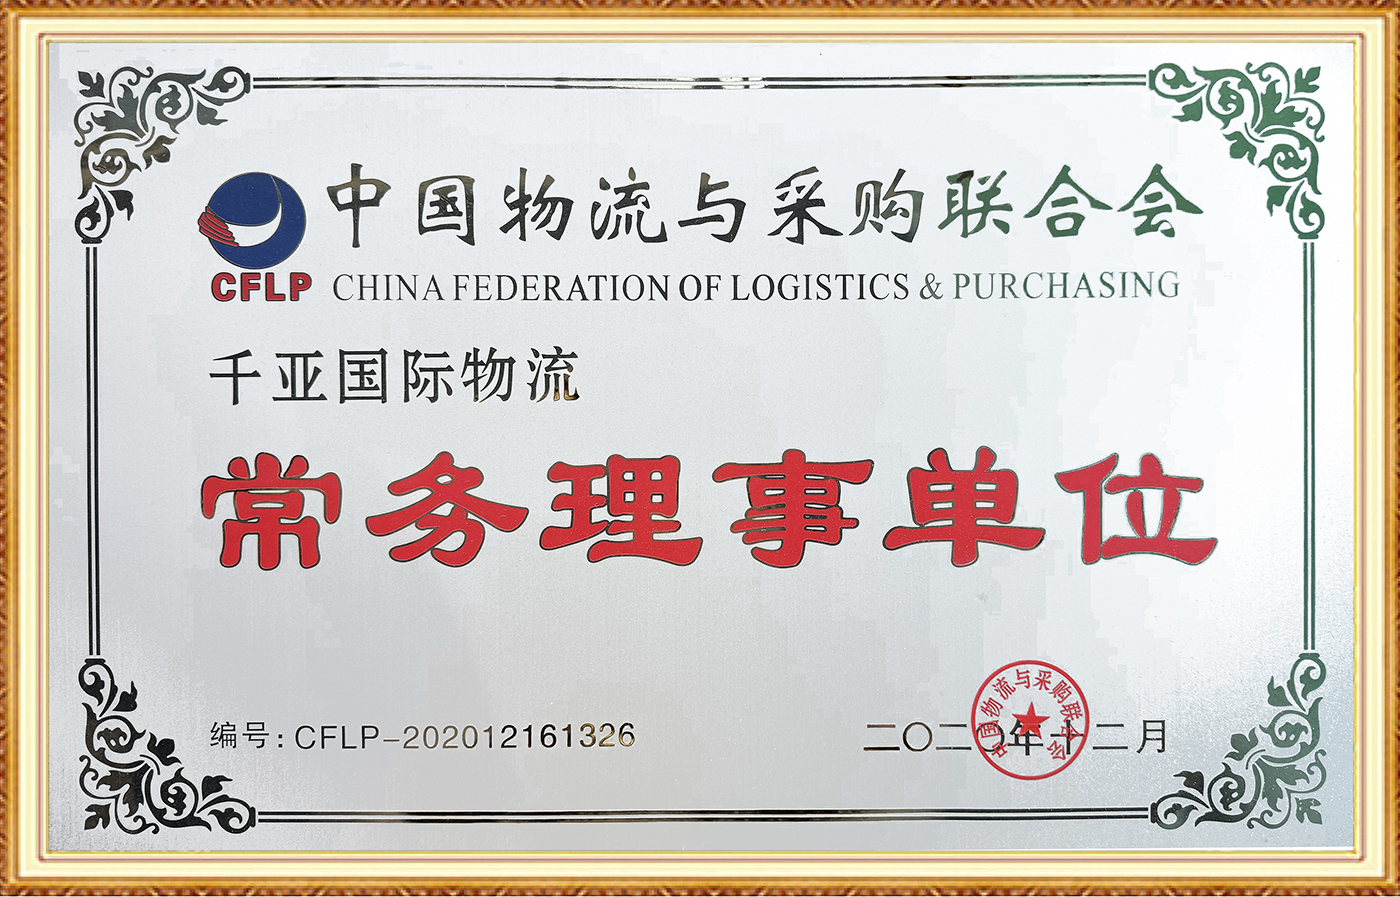 中国物流与采购联合会
CFLP CHINA FEDERATION OF LOGISTICS & PURCHASING
千亚国际物流
常务理事单位
编号：CFLP-202012161326
二〇二〇年十二月
中国物流与采购联合会